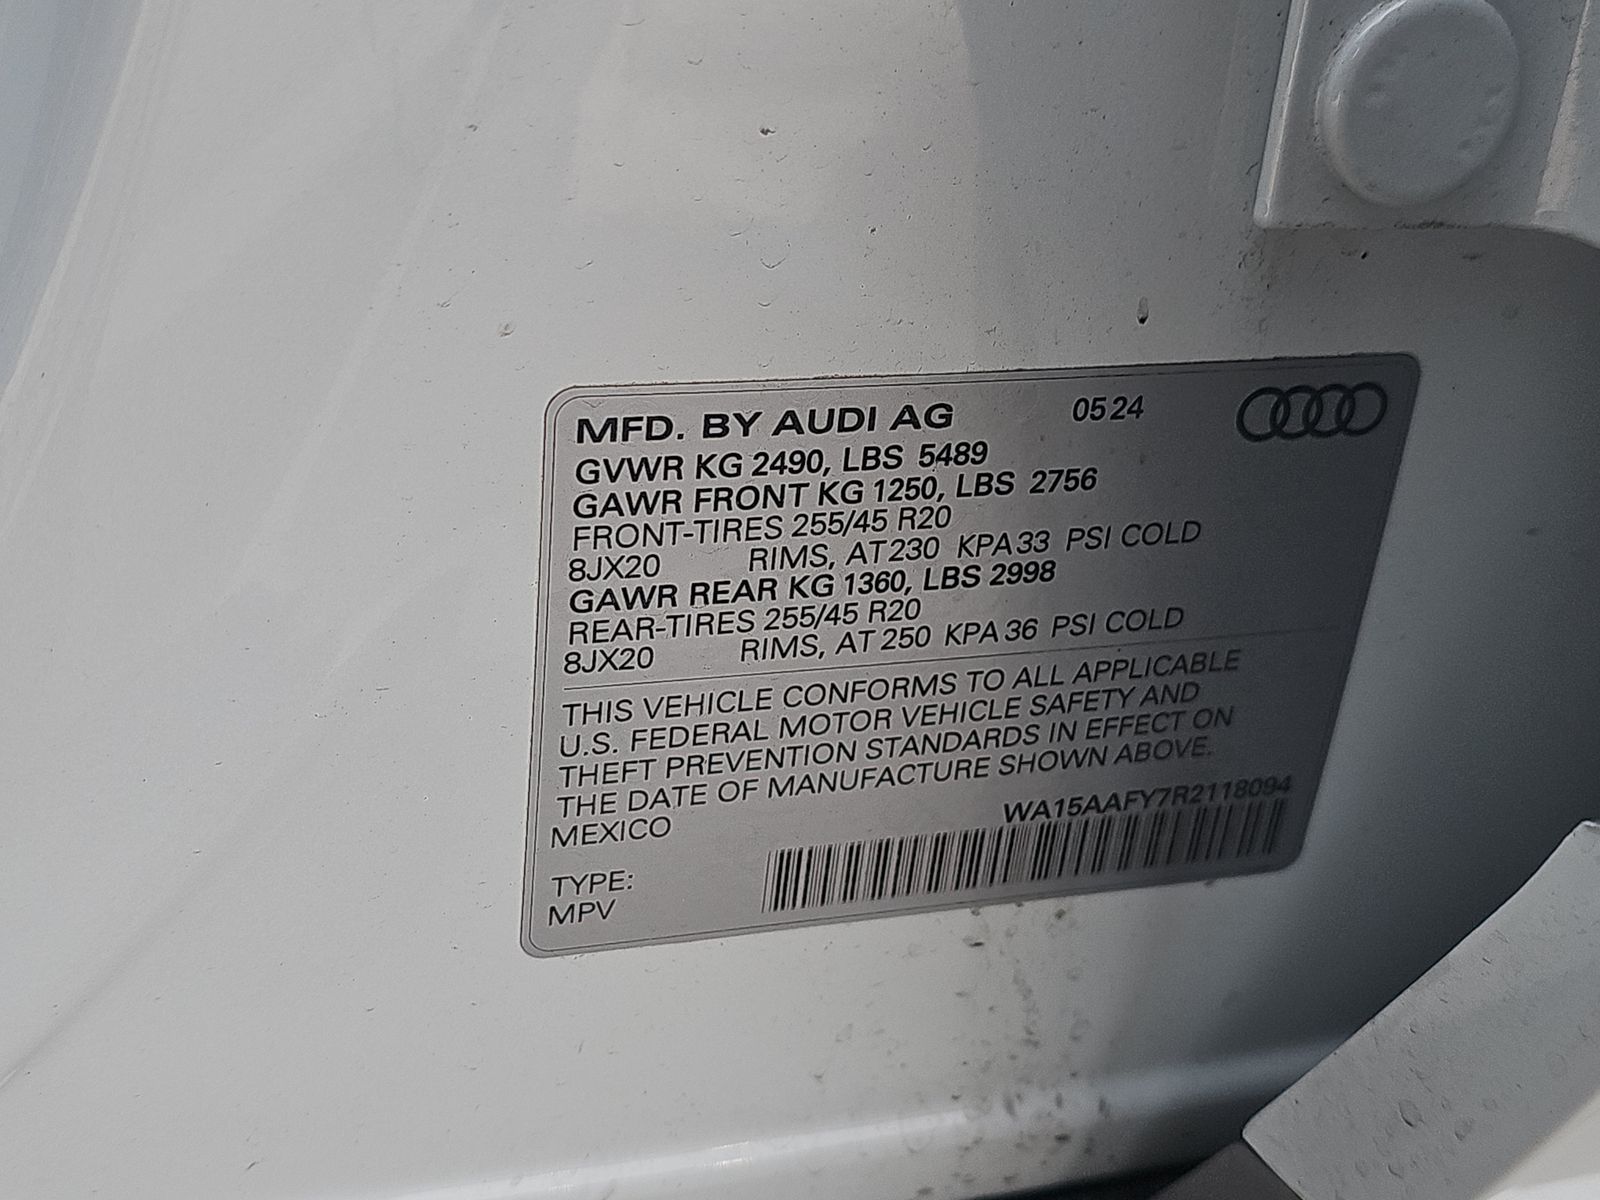 MFD. BY AUDI AG 0524
GVWR KG 2490, LBS 5489
GAWR FRONT KG 1250, LBS 2756
FRONT-TIRES 255/45 R20
8JX20 RIMS, AT 230 KPA 33 PSI COLD
GAWR REAR KG 1360, LBS 2998
REAR-TIRES 255/45 R20
8JX20 RIMS, AT 250 KPA 36 PSI COLD
THIS VEHICLE CONFORMS TO ALL APPLICABLE
U.S. FEDERAL MOTOR VEHICLE SAFETY AND
THEFT PREVENTION STANDARDS IN EFFECT ON
THE DATE OF MANUFACTURE SHOWN ABOVE.
MEXICO WA15AAFY7R2118094
TYPE:
MPV